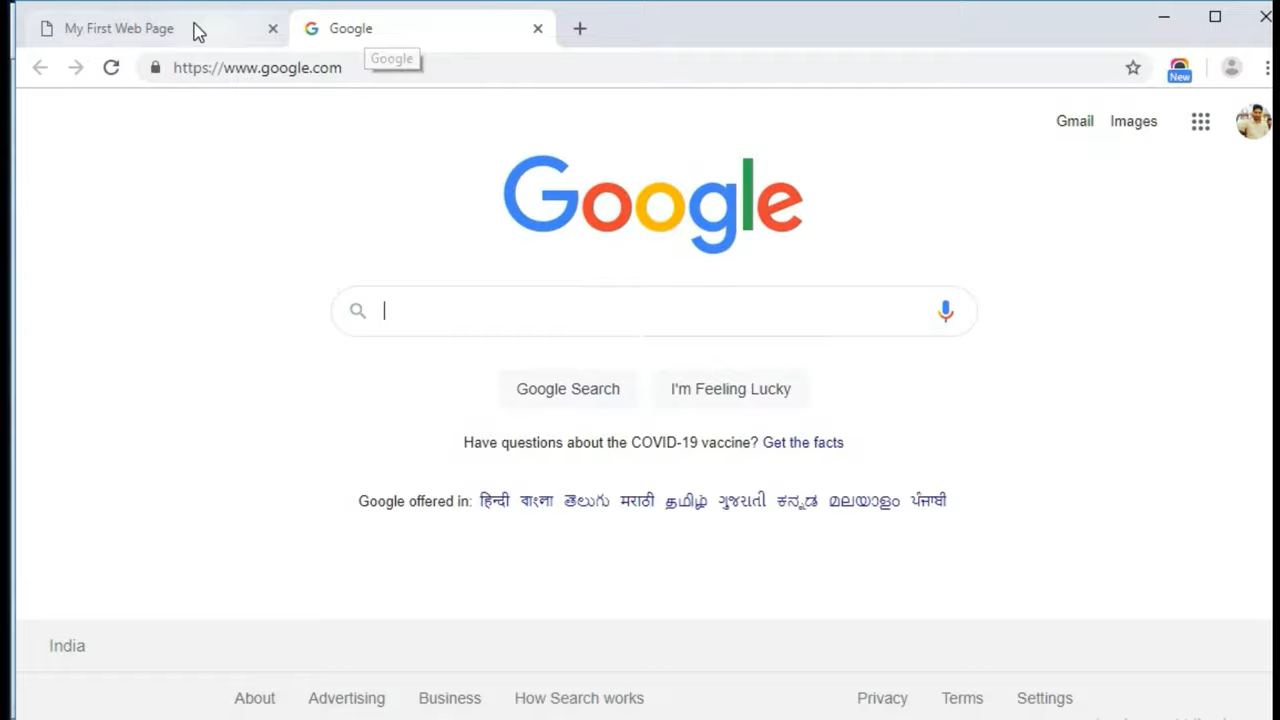 My First Web Page
Google
Google
https://www.google.com
New
Gmail Images
Google
Google Search I'm Feeling Lucky
Have questions about the COVID-19 vaccine? Get the facts
Google offered in: हिन्दी বাংলা తెలుగు मराठी தமிழ் ગુજરાતી ಕನ್ನಡ മലയാളം ਪੰਜਾਬੀ
India
About Advertising Business How Search works Privacy Terms Settings